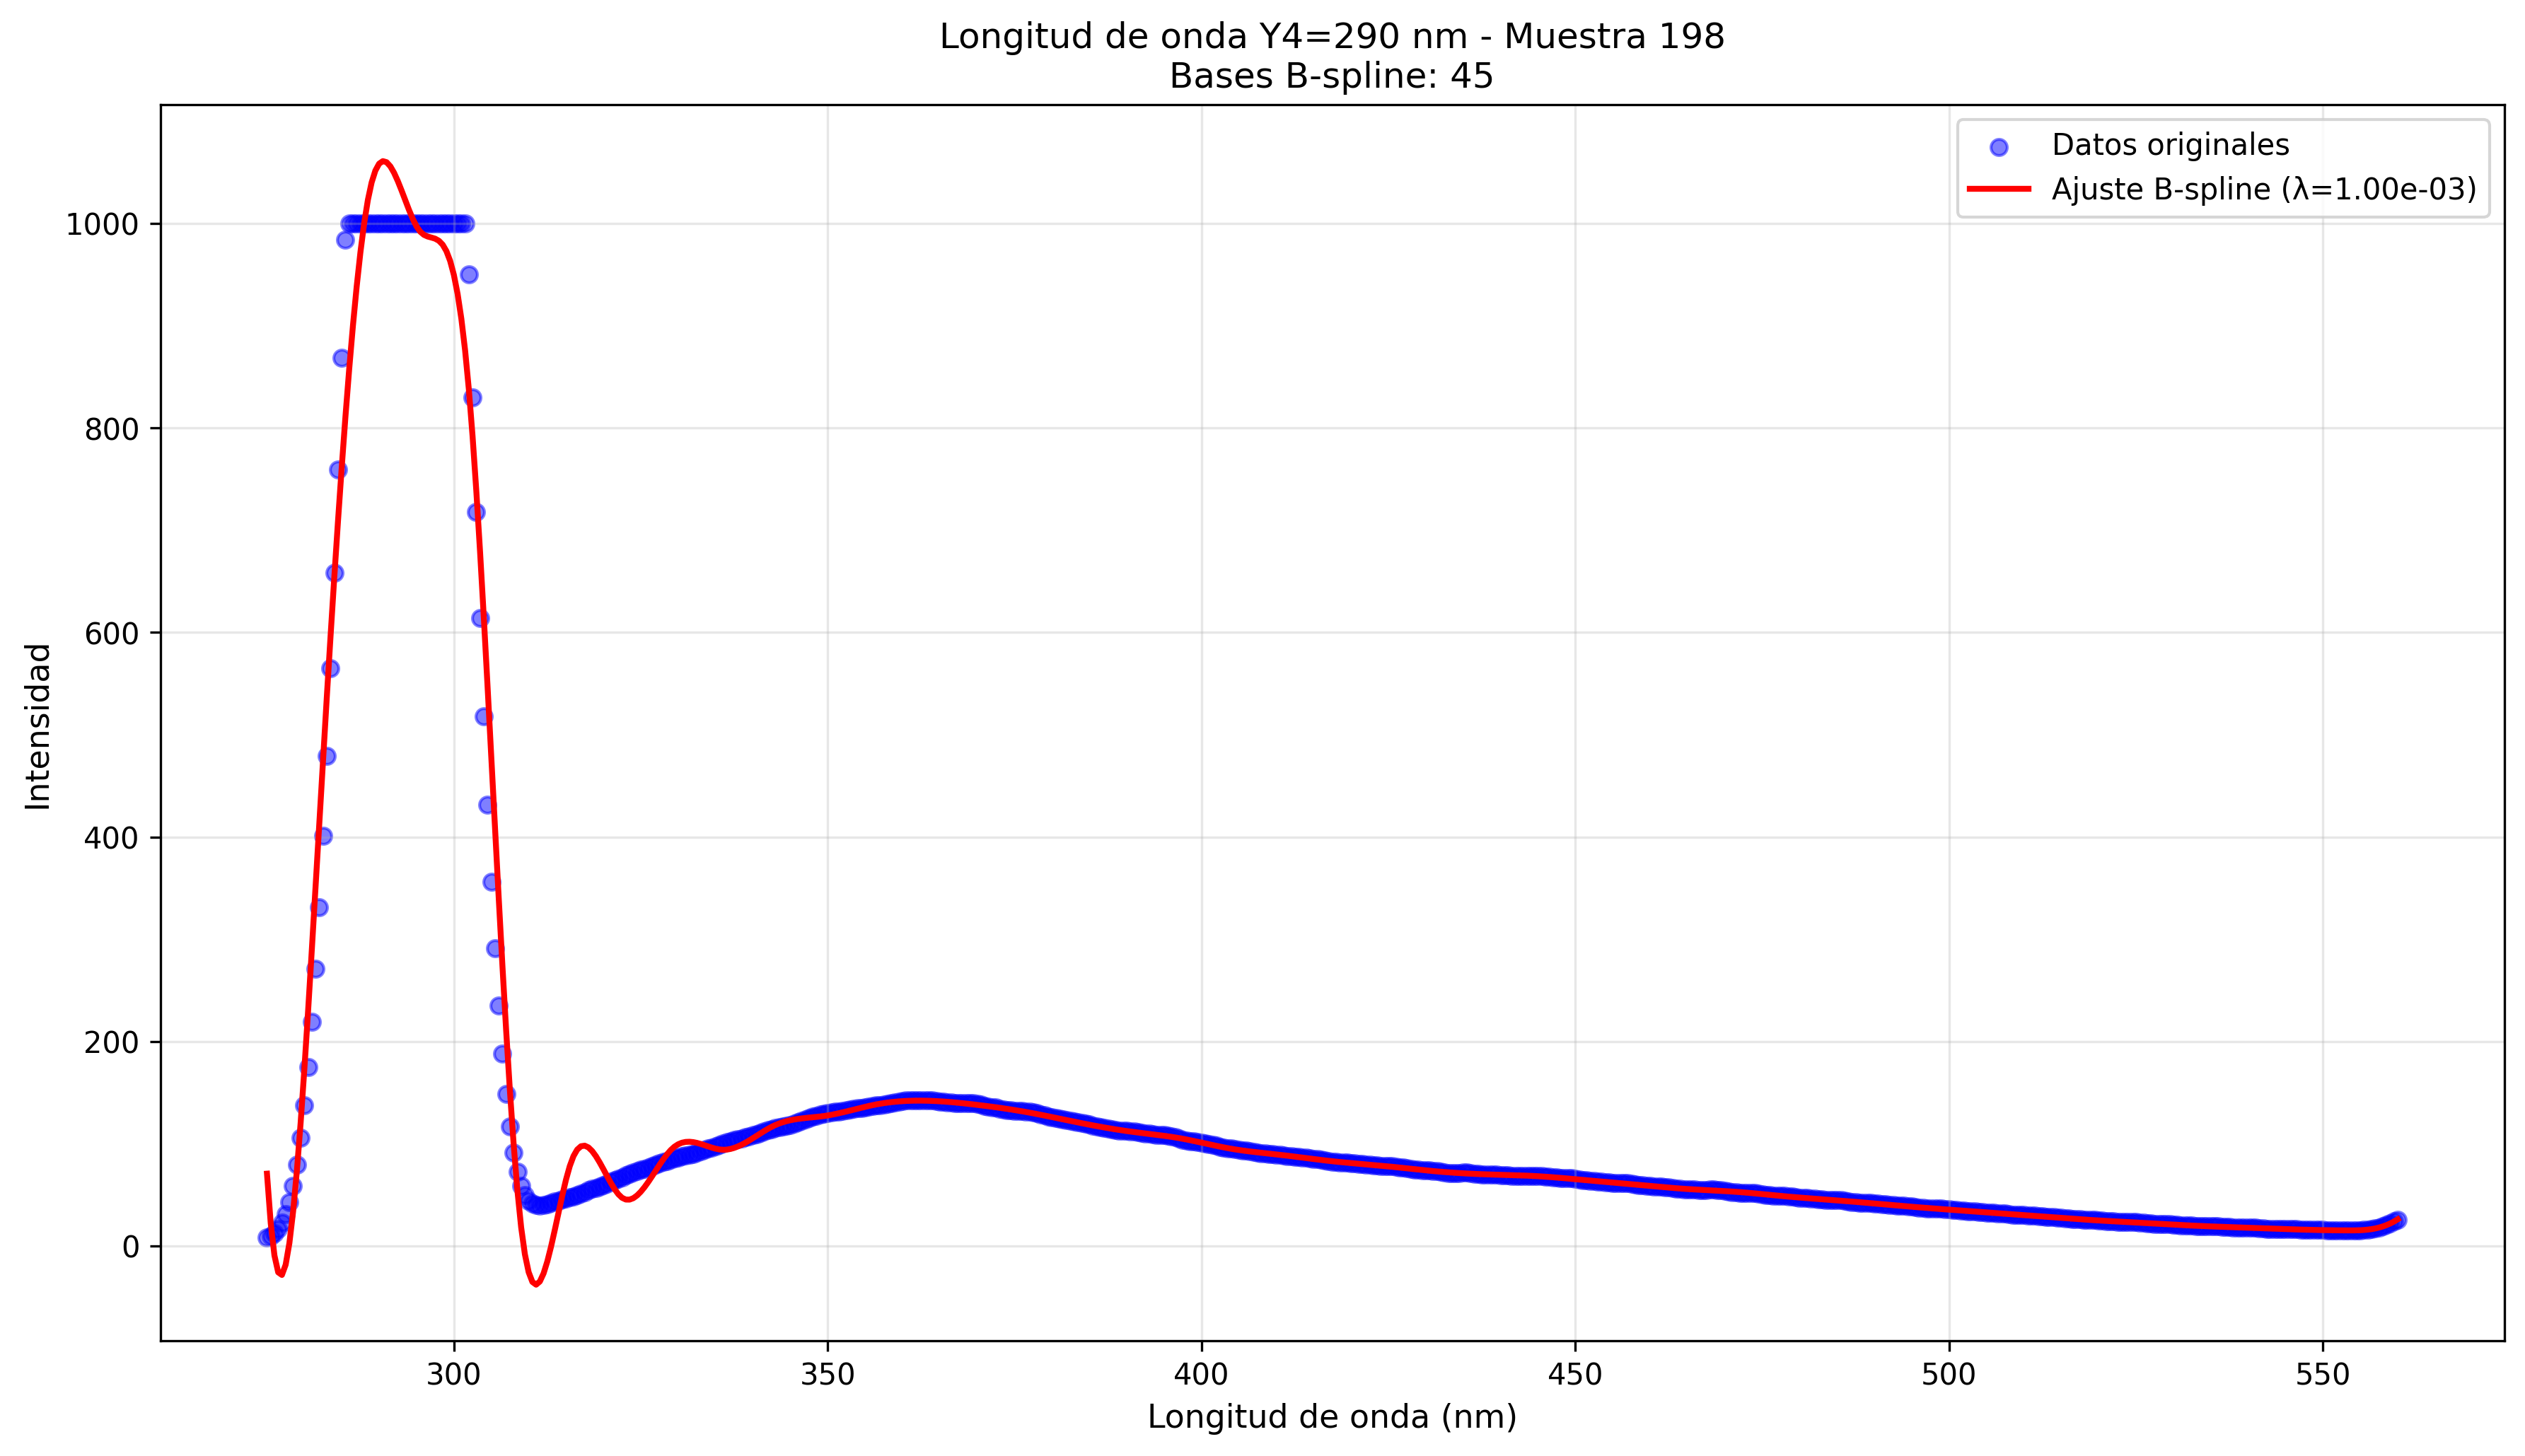 Longitud de onda Y4=290 nm - Muestra 198
Bases B-spline: 45
Datos originales
Ajuste B-spline (λ=1.00e-03)
Intensidad
1000
800
600
400
200
0
300 350 400 450 500 550
Longitud de onda (nm)